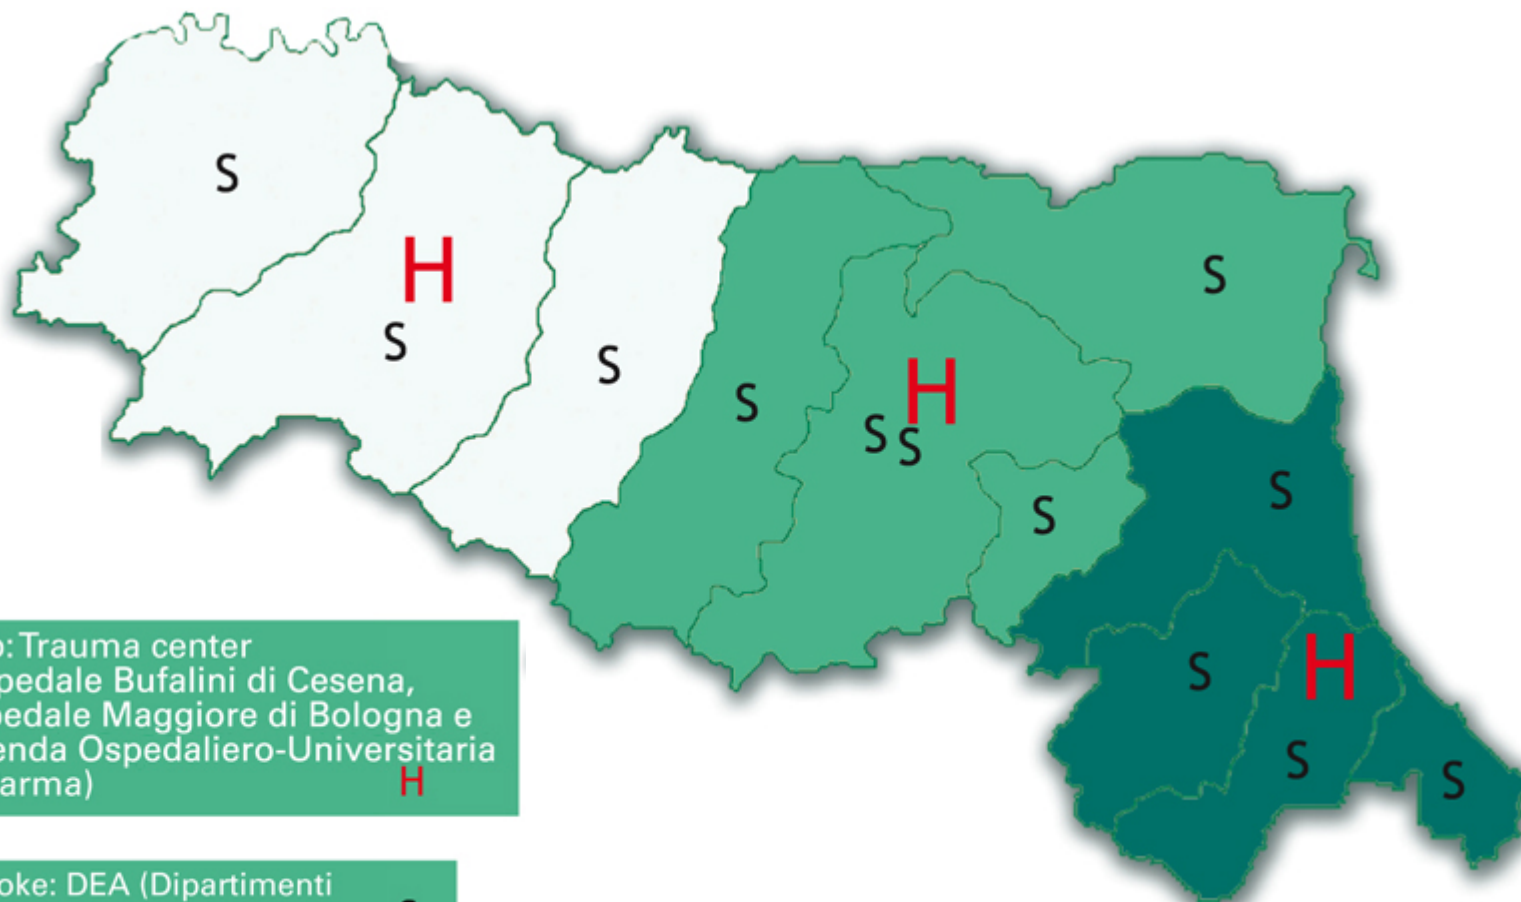 S
H
S
S
S
S
H
S S
S
S
S
H
S
S
: Trauma center
pedale Bufalini di Cesena,
pedale Maggiore di Bologna e
enda Ospedaliero-Universitaria
arma)
H
oke: DEA (Dipartimenti